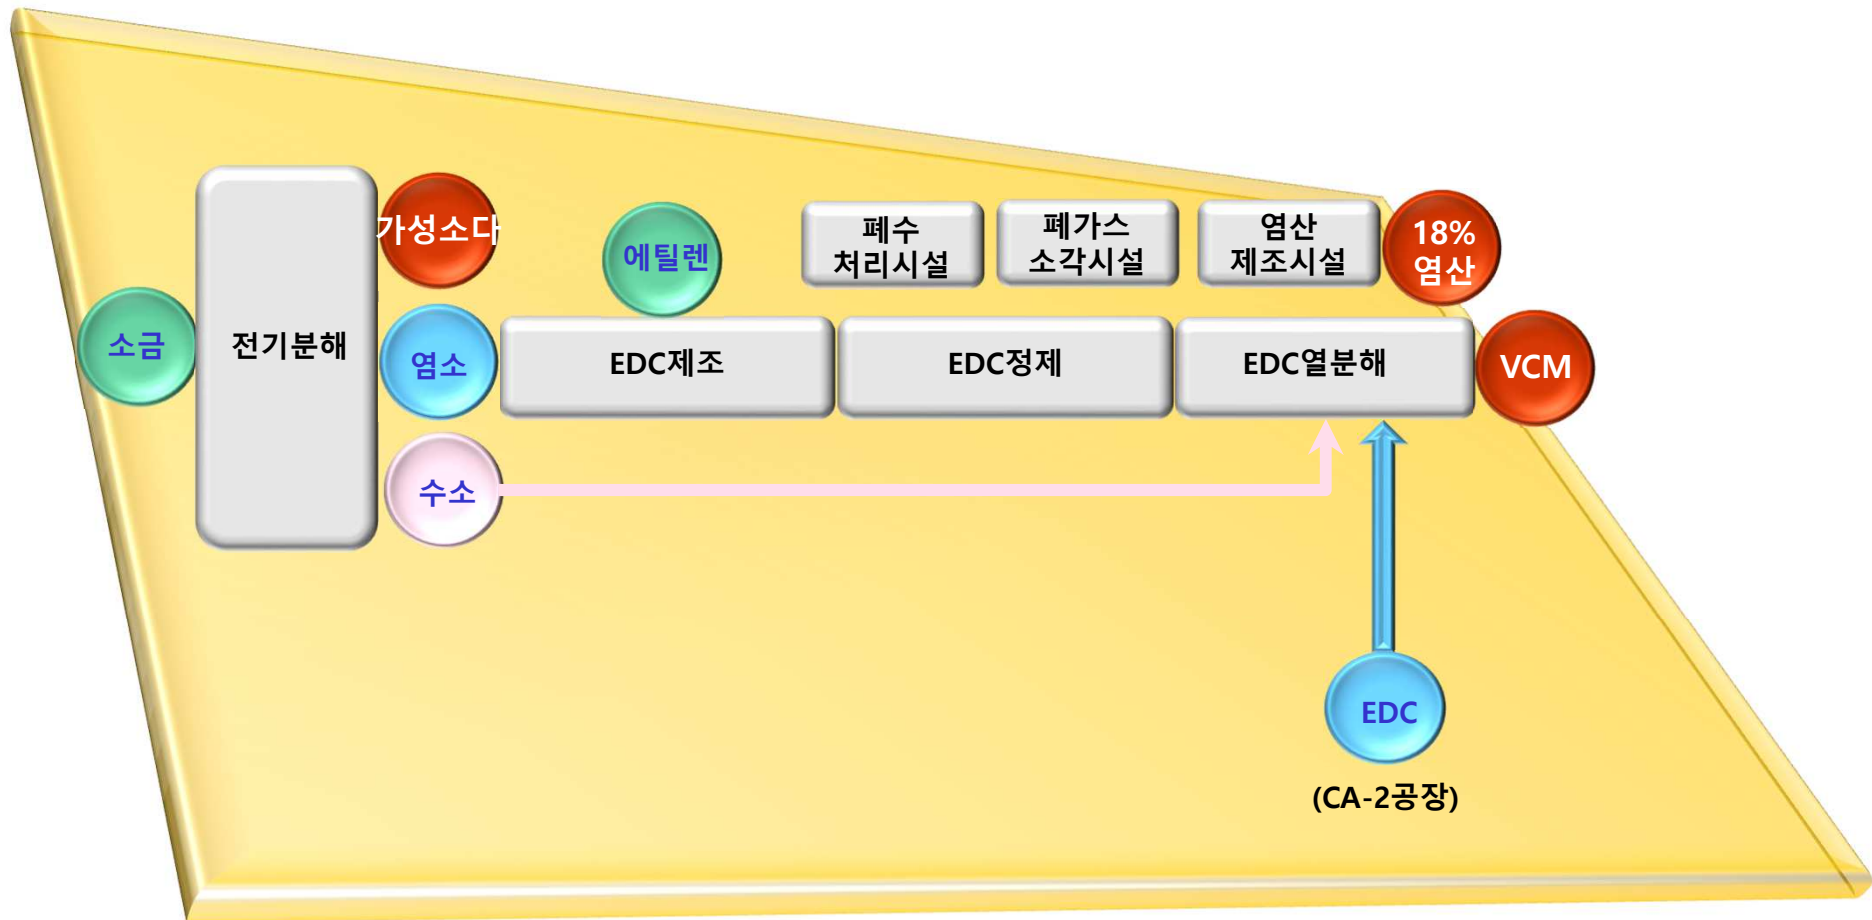 가성소다
에틸렌
폐수
처리시설
폐가스
소각시설
염산
제조시설
18%
염산
소금
전기분해
염소
EDC제조
EDC정제
EDC열분해
VCM
수소
EDC
(CA-2공장)